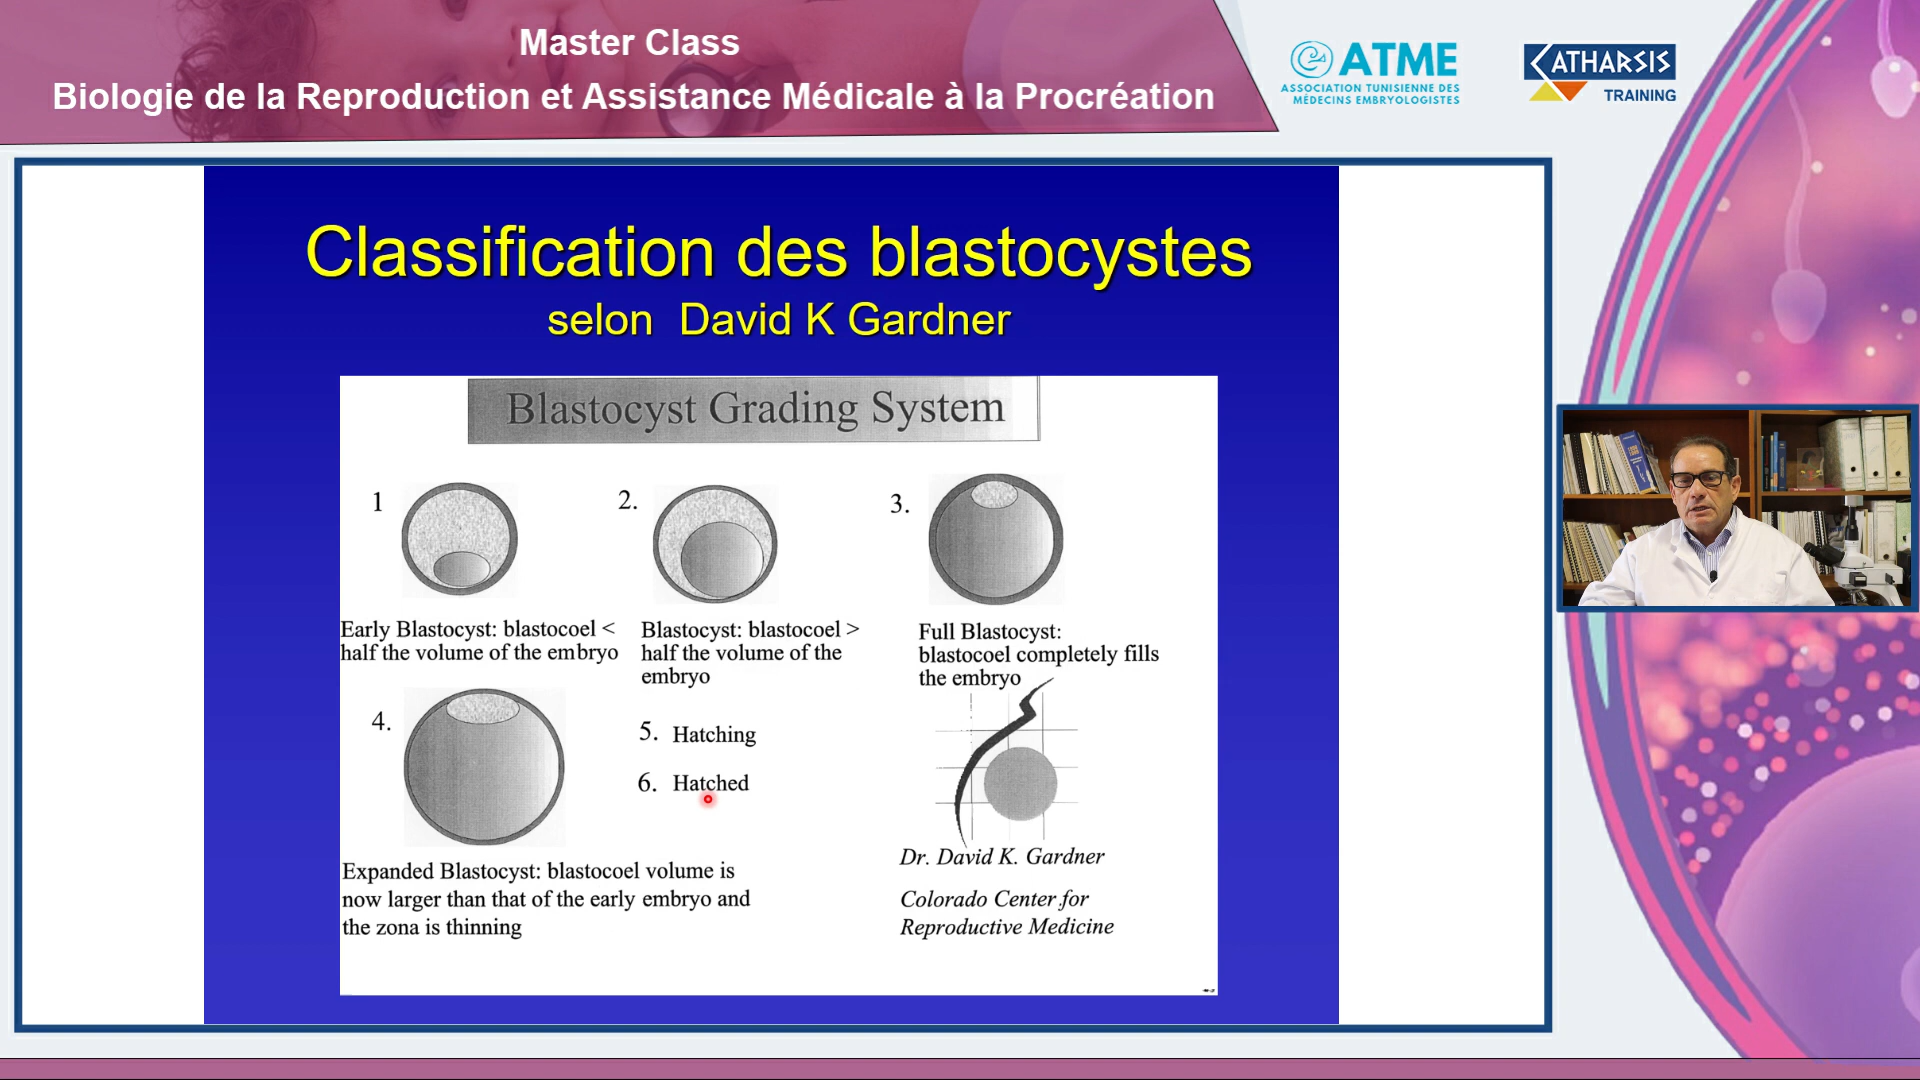 Master Class
Biologie de la Reproduction et Assistance Médicale à la Procréation
ATME
ASSOCIATION TUNISIENNE DES
MÉDECINS EMBRYOLOGISTES
CATHARSIS
TRAINING
Classification des blastocystes
selon David K Gardner
Blastocyst Grading System
1
2.
3.
Early Blastocyst: blastocoel <
half the volume of the embryo
Blastocyst: blastocoel >
half the volume of the
embryo
Full Blastocyst:
blastocoel completely fills
the embryo
4.
5. Hatching
6. Hatched
Expanded Blastocyst: blastocoel volume is
now larger than that of the early embryo and
the zona is thinning
Dr. David K. Gardner
Colorado Center for
Reproductive Medicine